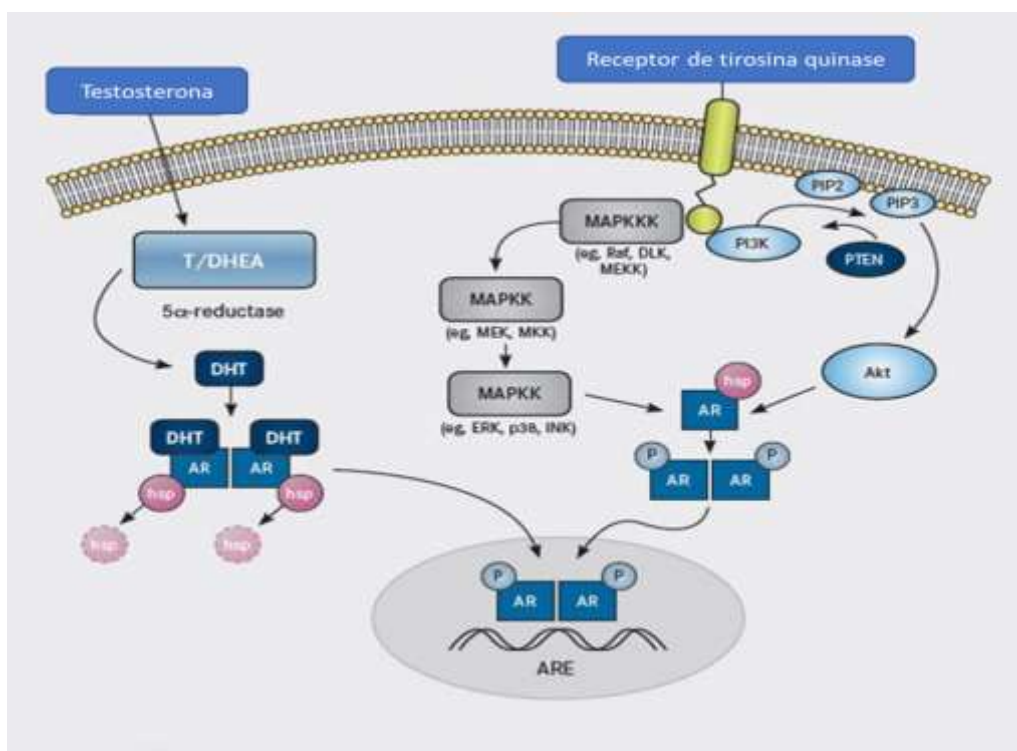 Testosterona
Receptor de tirosina quinase
PIP2
PIP3
MAPKKK
PI3K
PTEN
(eg, Raf, DLK,
MEKK)
T/DHEA
5α-reductase
MAPKK
(eg, MEK, MKK)
DHT
Akt
hsp
AR
MAPKK
(eg, ERK, p38, INK)
DHT
DHT
AR
AR
hsp
hsp
hsp
hsp
P
P
AR
AR
P
P
AR
AR
ARE